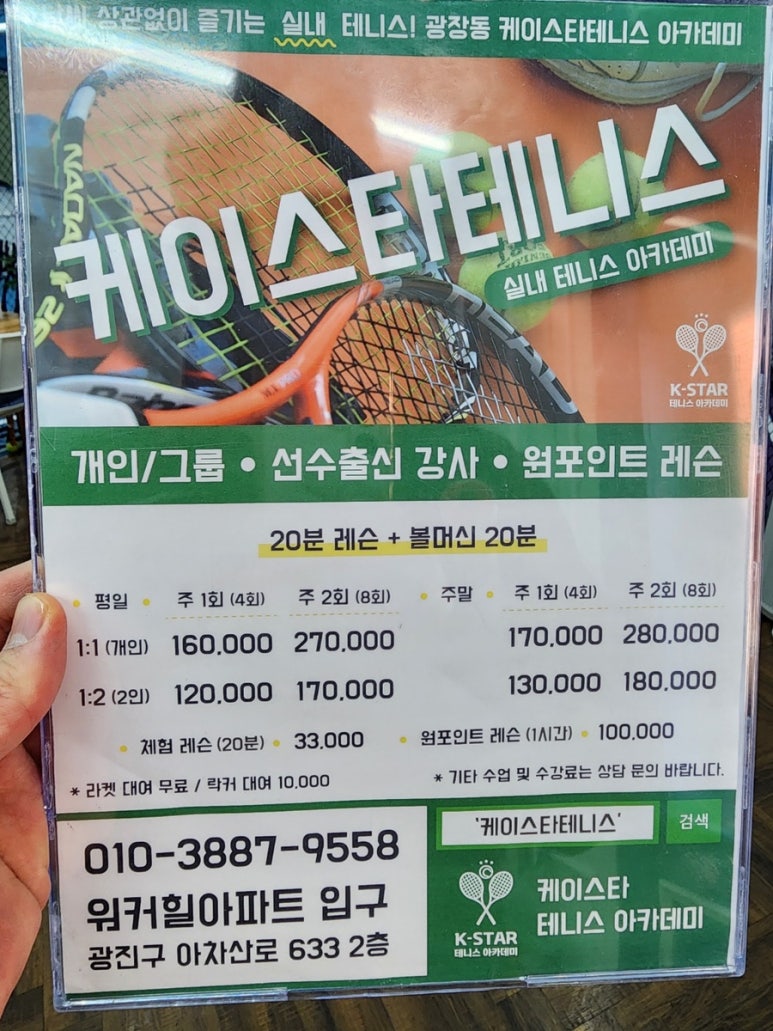 상관없이 즐기는 실내 테니스! 광장동 케이스타테니스 아카데미
케이스타테니스
실내 테니스 아카데미
HEAD
K-STAR
테니스 아카데미
개인/그룹 • 선수출신 강사 • 원포인트 레슨
20분 레슨 + 볼머신 20분
• 평일 • 주 1회 (4회) 주 2회 (8회) • 주말 • 주 1회 (4회) 주 2회 (8회)
1:1 (개인) 160,000 270,000 170,000 280,000
1:2 (2인) 120,000 170,000 130,000 180,000
• 체험 레슨 (20분) • 33,000 • 원포인트 레슨 (1시간) • 100,000
* 라켓 대여 무료 / 락커 대여 10,000 * 기타 수업 및 수강료는 상담 문의 바랍니다.
010-3887-9558
워커힐아파트 입구
광진구 아차산로 633 2층
'케이스타테니스' 검색
K-STAR
테니스 아카데미
케이스타
테니스 아카데미